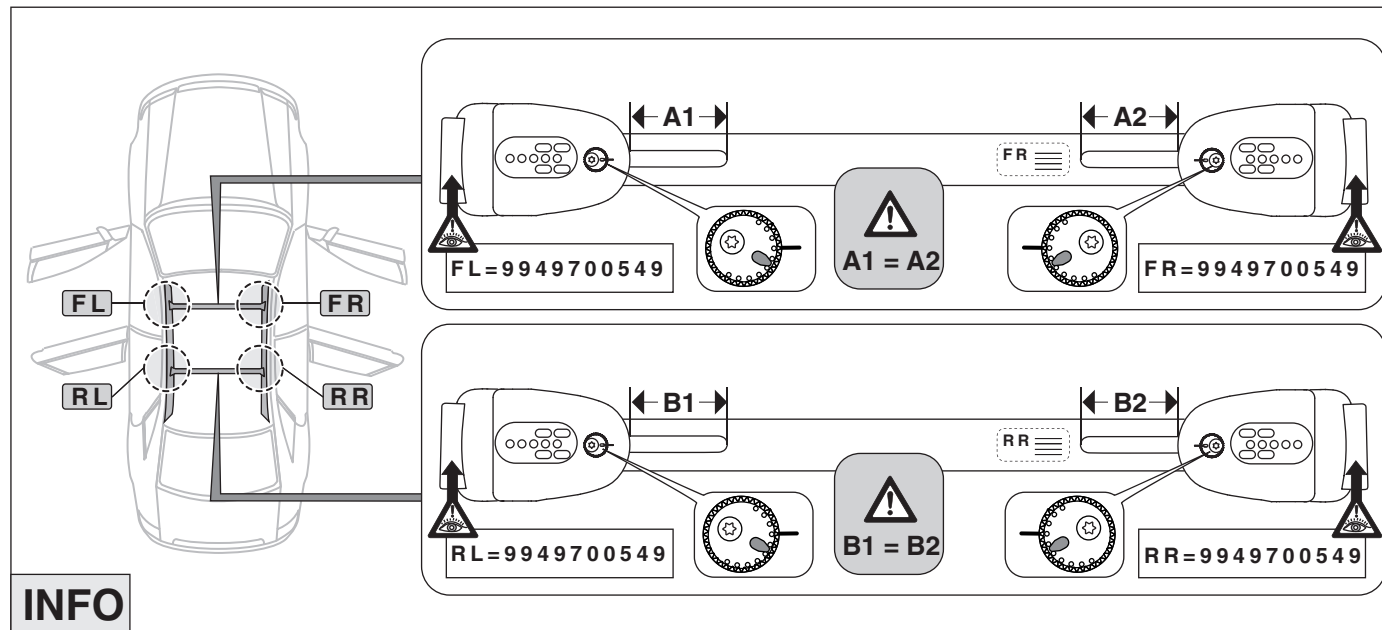 A1
A2
FR
A1 = A2
FL=9949700549
FR=9949700549
FL
FR
RL
RR
B1
B2
RR
B1 = B2
RL=9949700549
RR=9949700549
INFO